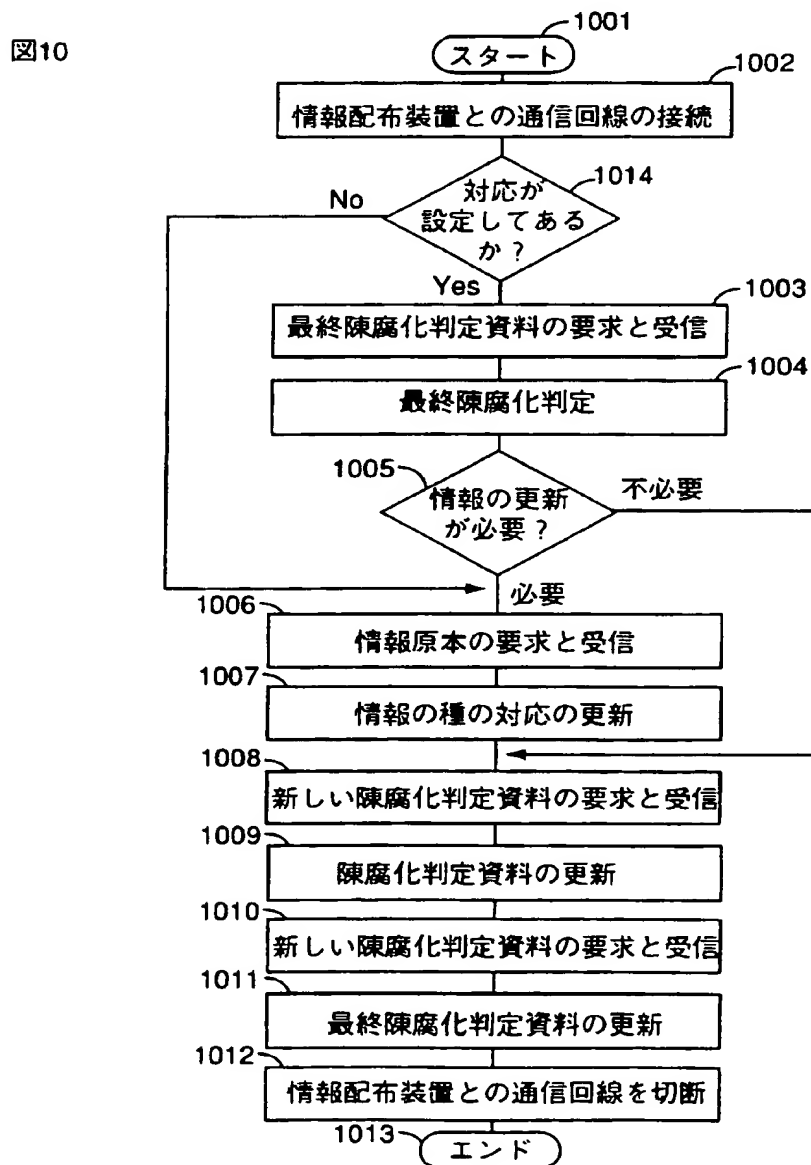 図10
1001
スタート
1002
情報配布装置との通信回線の接続
1014
対応が
設定してある
か？
No
Yes
1003
最終陳腐化判定資料の要求と受信
1004
最終陳腐化判定
1005
情報の更新
が必要？
不必要
必要
1006
情報原本の要求と受信
1007
情報の種の対応の更新
1008
新しい陳腐化判定資料の要求と受信
1009
陳腐化判定資料の更新
1010
新しい陳腐化判定資料の要求と受信
1011
最終陳腐化判定資料の更新
1012
情報配布装置との通信回線を切断
1013
エンド